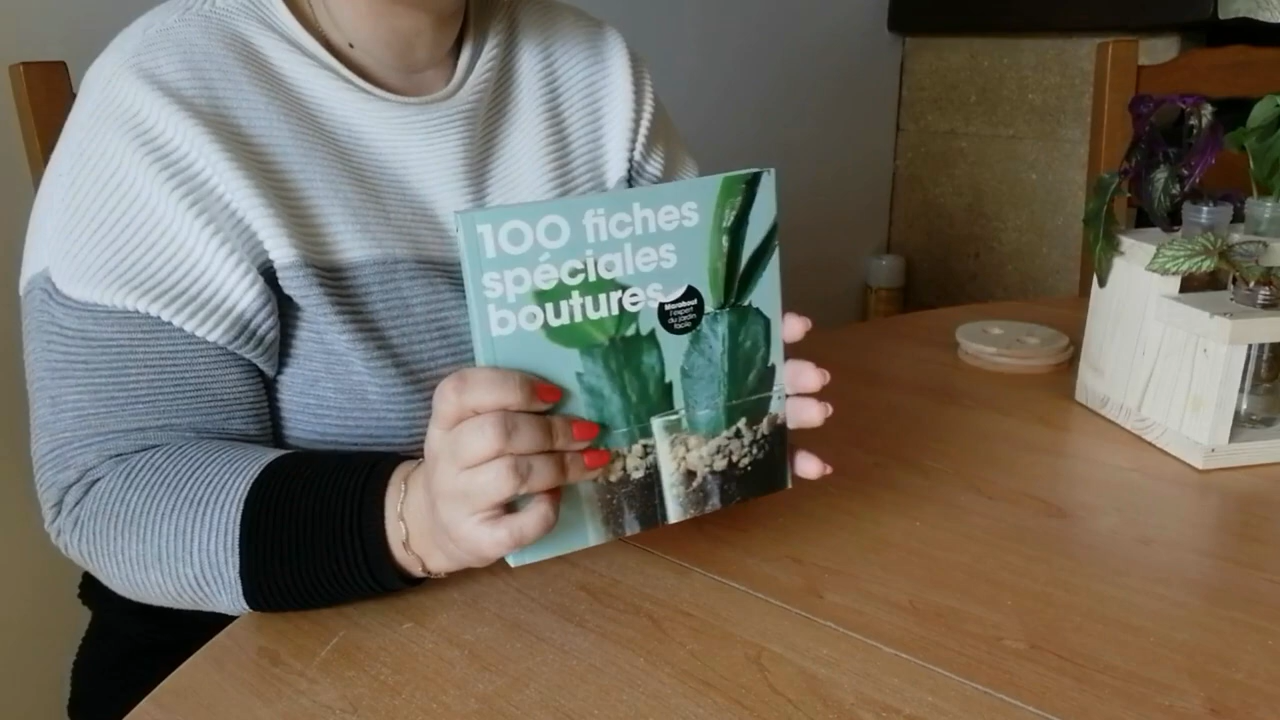 100 fiches
spéciales
boutures
Marabout
l'expert
du jardin
facile